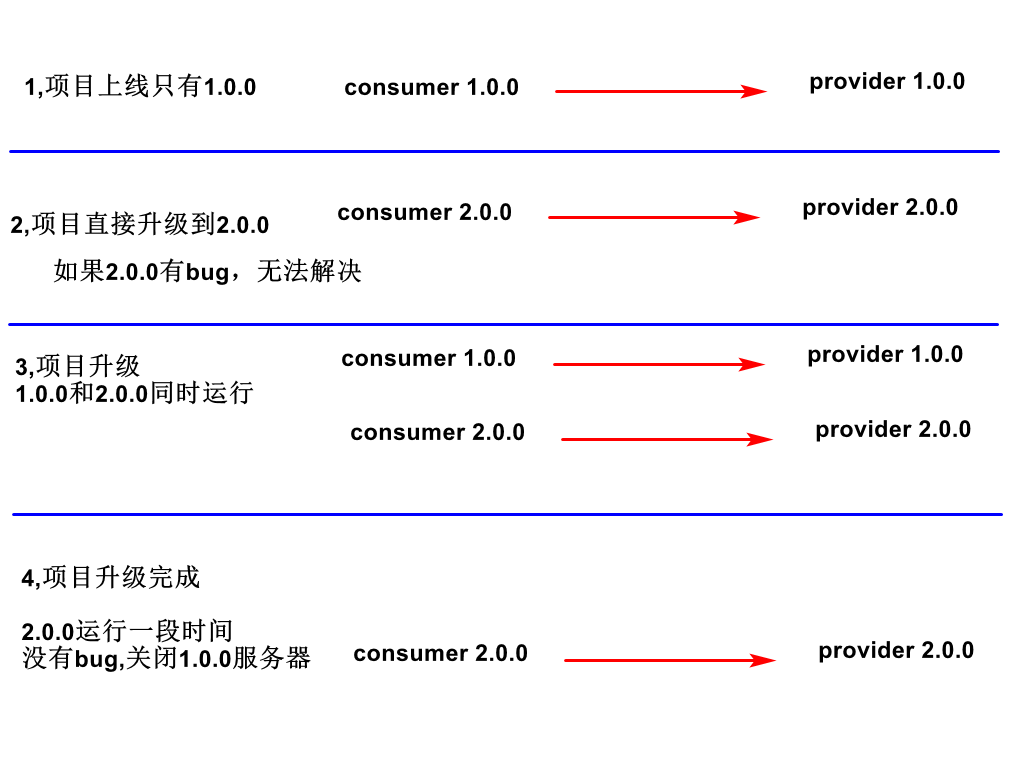 1,项目上线只有1.0.0 consumer 1.0.0 provider 1.0.0
2,项目直接升级到2.0.0 consumer 2.0.0 provider 2.0.0
如果2.0.0有bug，无法解决
3,项目升级 consumer 1.0.0 provider 1.0.0
1.0.0和2.0.0同时运行
consumer 2.0.0 provider 2.0.0
4,项目升级完成
2.0.0运行一段时间
没有bug,关闭1.0.0服务器 consumer 2.0.0 provider 2.0.0